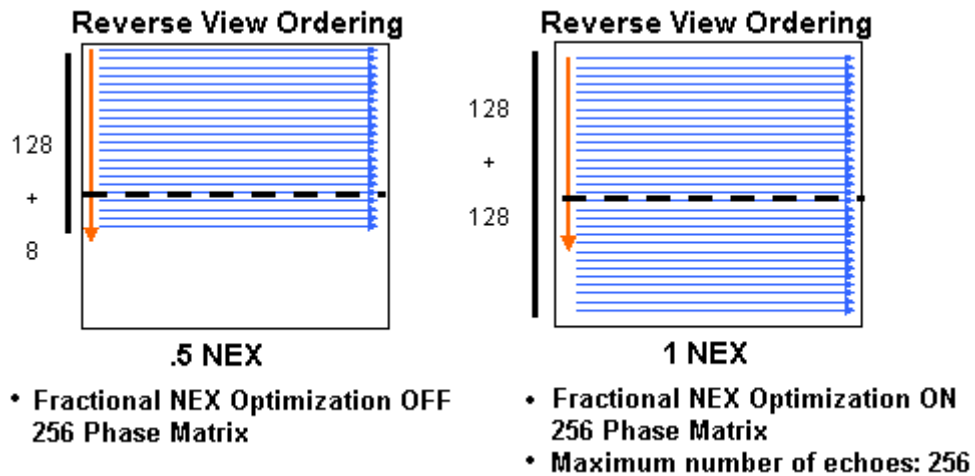 Reverse View Ordering
128
+
8
.5 NEX
• Fractional NEX Optimization OFF
256 Phase Matrix
Reverse View Ordering
128
+
128
1 NEX
• Fractional NEX Optimization ON
256 Phase Matrix
• Maximum number of echoes: 256